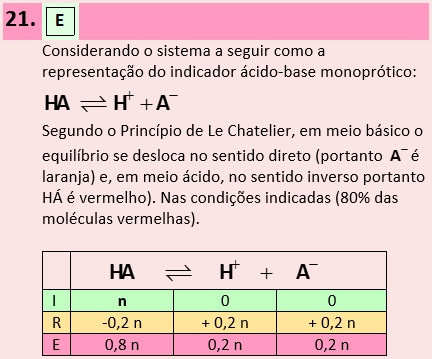 21. E
Considerando o sistema a seguir como a
representação do indicador ácido-base monoprótico:
HA ⇌ H⁺ + A⁻
Segundo o Princípio de Le Chatelier, em meio básico o
equilíbrio se desloca no sentido direto (portanto A⁻ é
laranja) e, em meio ácido, no sentido inverso portanto
HÁ é vermelho). Nas condições indicadas (80% das
moléculas vermelhas).
HA ⇌ H⁺ + A⁻
I n 0 0
R -0,2 n + 0,2 n + 0,2 n
E 0,8 n 0,2 n 0,2 n